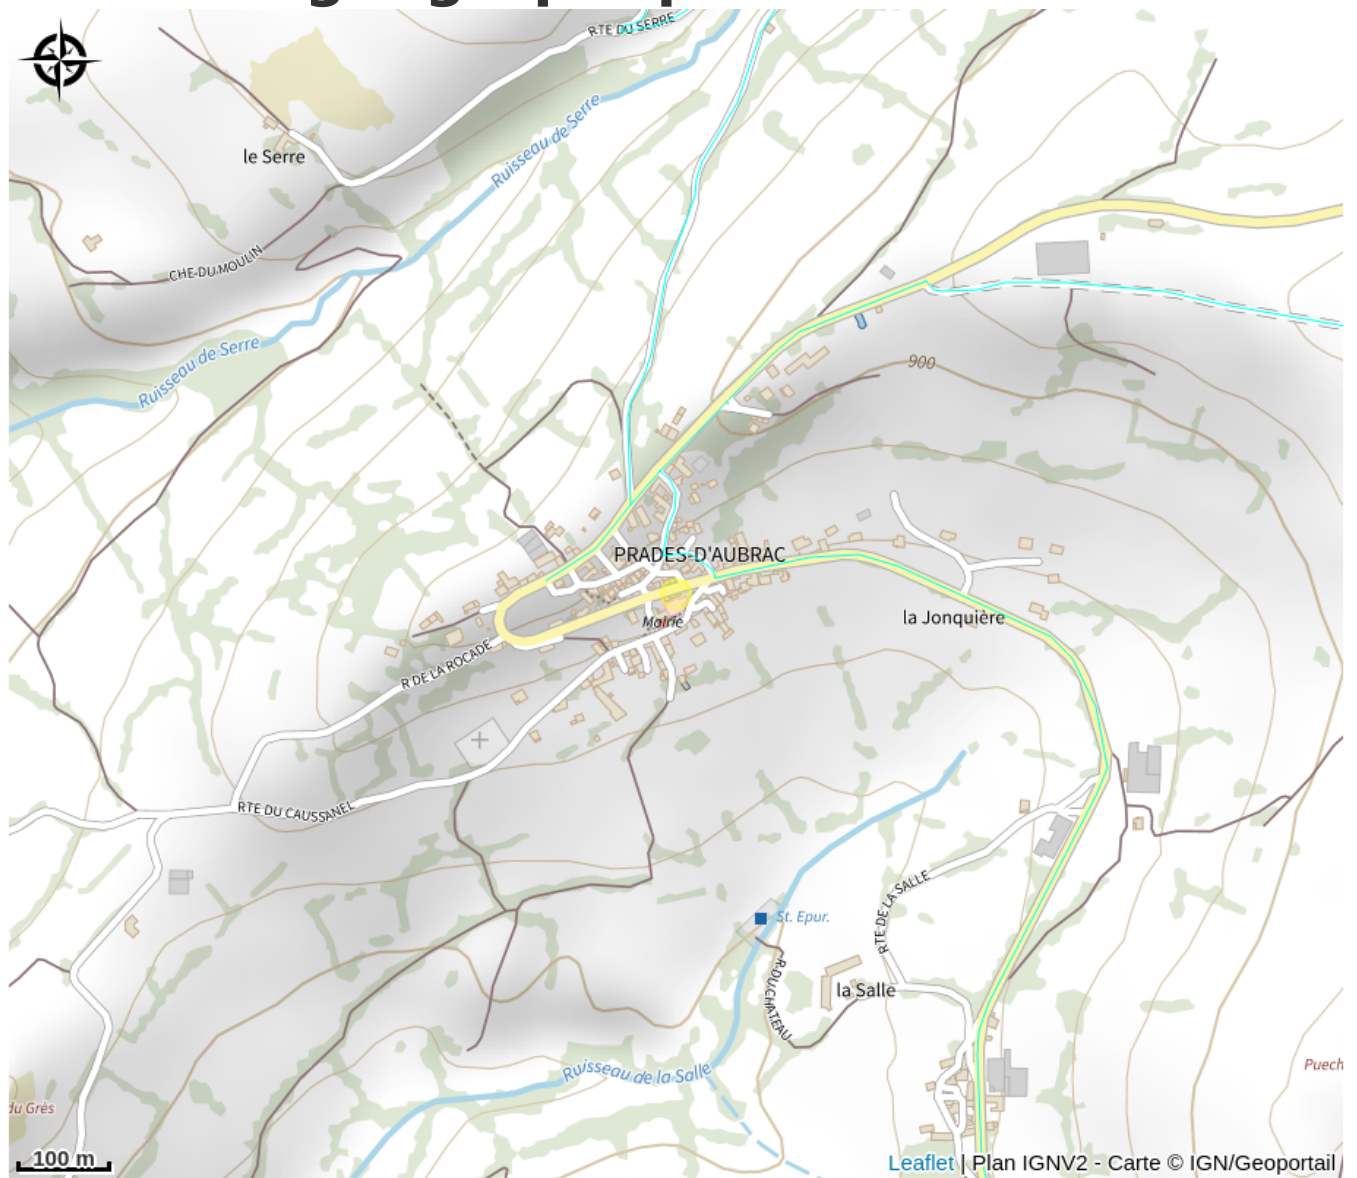 RTE DU SERRE
Ruisseau de Serre
le Serre
CHE DU MOULIN
Ruisseau de Serre
900
PRADES-D'AUBRAC
Mairie
la Jonquière
R DE LA ROCADE
RTE DU CAUSSANEL
RTE DE LA SALLE
St. Epur.
R DU CHATEAU
la Salle
Ruisseau de la Salle
Puech
du Grès
100 m
Leaflet | Plan IGNV2 - Carte © IGN/Geoportail